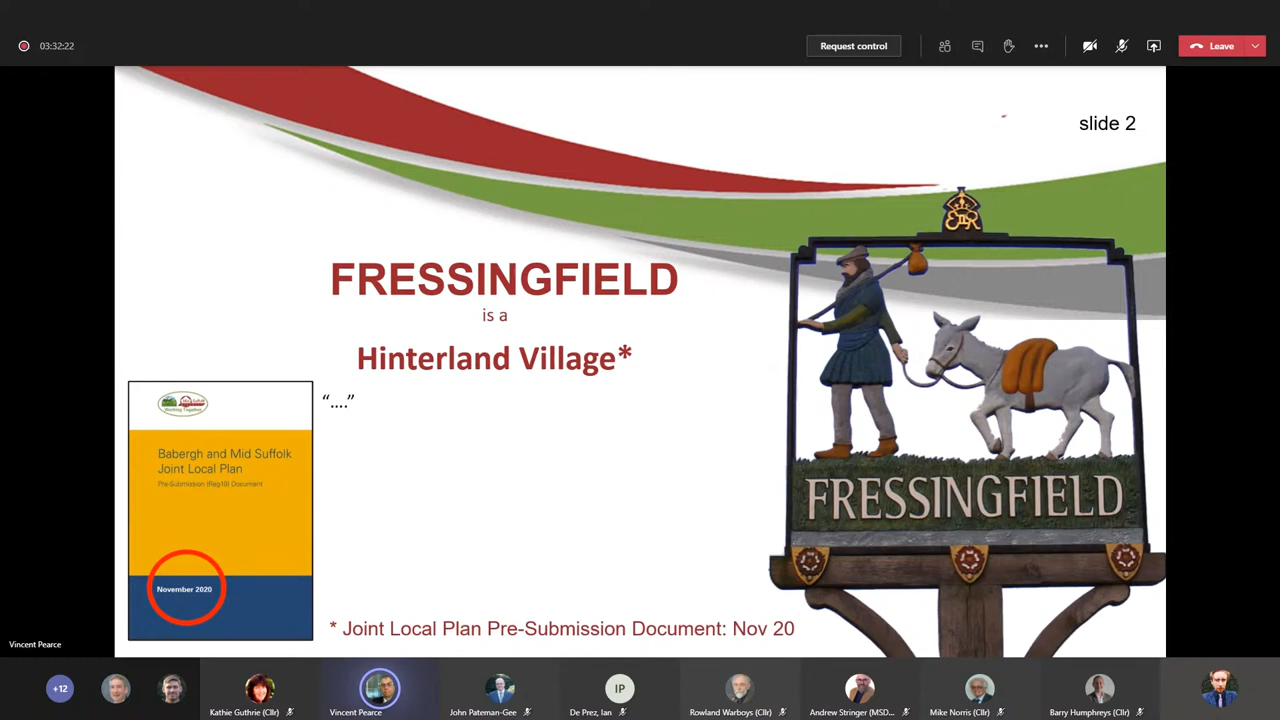 03:32:22
Request control
Leave
slide 2
FRESSINGFIELD
is a
Hinterland Village*
“....”
Working Together
Babergh and Mid Suffolk
Joint Local Plan
Pre-Submission (Reg19) Document
November 2020
EIIR
FRESSINGFIELD
* Joint Local Plan Pre-Submission Document: Nov 20
Vincent Pearce
+12
IP
Kathie Guthrie (Cllr)
Vincent Pearce
John Pateman-Gee
De Prez, Ian
Rowland Warboys (Cllr)
Andrew Stringer (MSD...
Mike Norris (Cllr)
Barry Humphreys (Cllr)